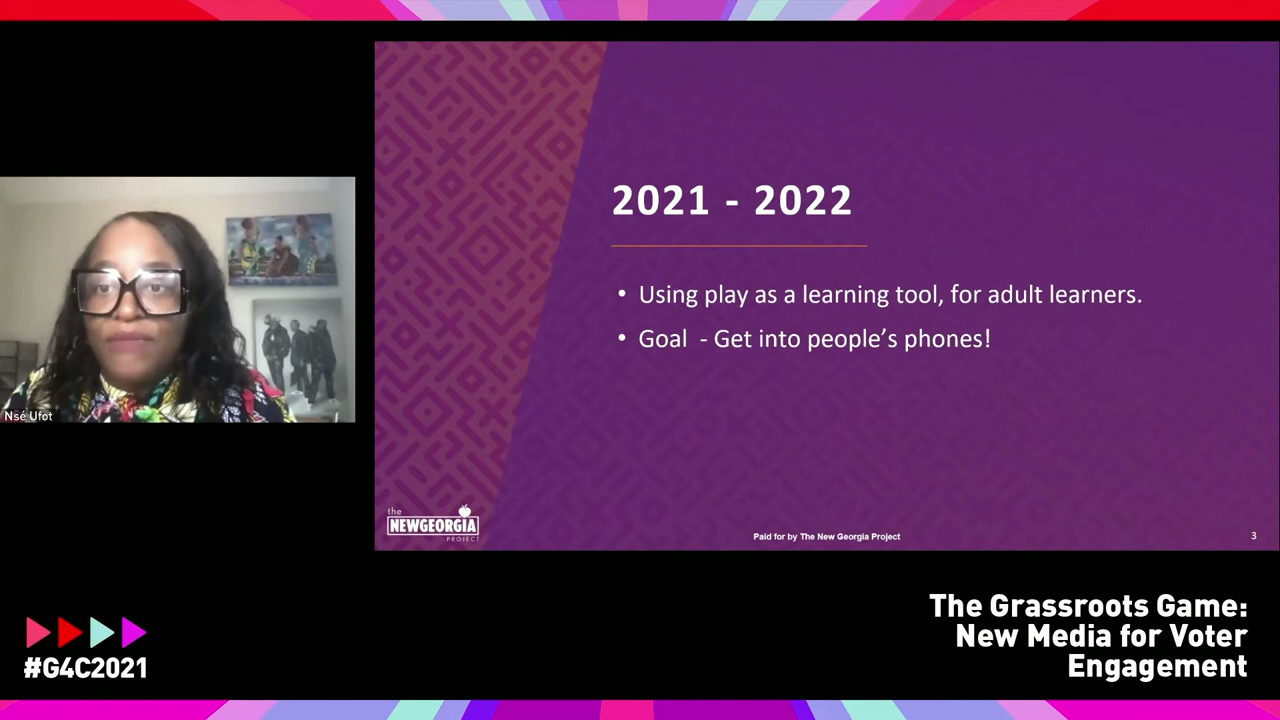 2021 - 2022
• Using play as a learning tool, for adult learners.
• Goal  - Get into people’s phones!
Nsé Ufot
the
NEWGEORGIA
PROJECT
Paid for by The New Georgia Project
3
#G4C2021
The Grassroots Game:
New Media for Voter
Engagement